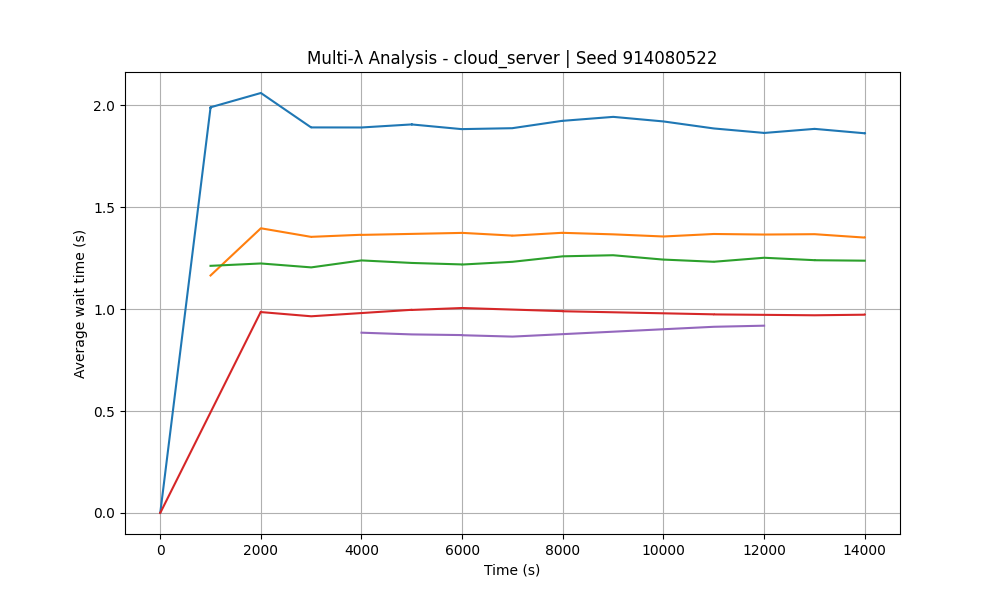 Multi-λ Analysis - cloud_server | Seed 914080522
Average wait time (s)
2.0
1.5
1.0
0.5
0.0
0 2000 4000 6000 8000 10000 12000 14000
Time (s)